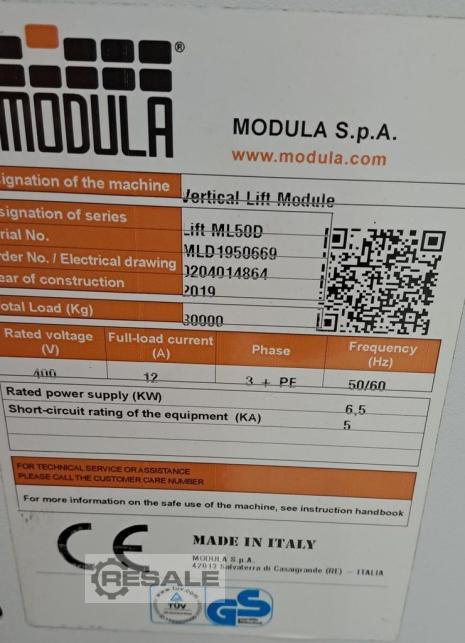 MODULA ®
MODULA S.p.A.
www.modula.com
ignation of the machine Vertical Lift Module
signation of series Lift ML50D
rial No. MLD1950669
rder No. / Electrical drawing 0204014864
ear of construction 2019
otal Load (Kg) 30000
Rated voltage (V) Full-load current (A) Phase Frequency (Hz)
400 12 3 + PE 50/60
Rated power supply (KW) 6,5
Short-circuit rating of the equipment (KA) 5
FOR TECHNICAL SERVICE OR ASSISTANCE
PLEASE CALL THE CUSTOMER CARE NUMBER
For more information on the safe use of the machine, see instruction handbook
CE
MADE IN ITALY
MODULA S.p.A.
42013 Salvaterra di Casalgrande (RE) - ITALIA
RESALE
TÜV
GS